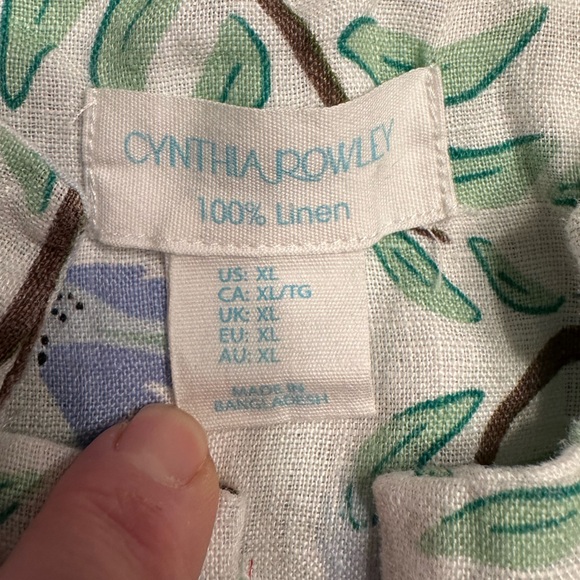 CYNTHIA ROWLEY
100% Linen
US: XL
CA: XL/TG
UK: XL
EU: XL
AU: XL
MADE IN
BANGLADESH